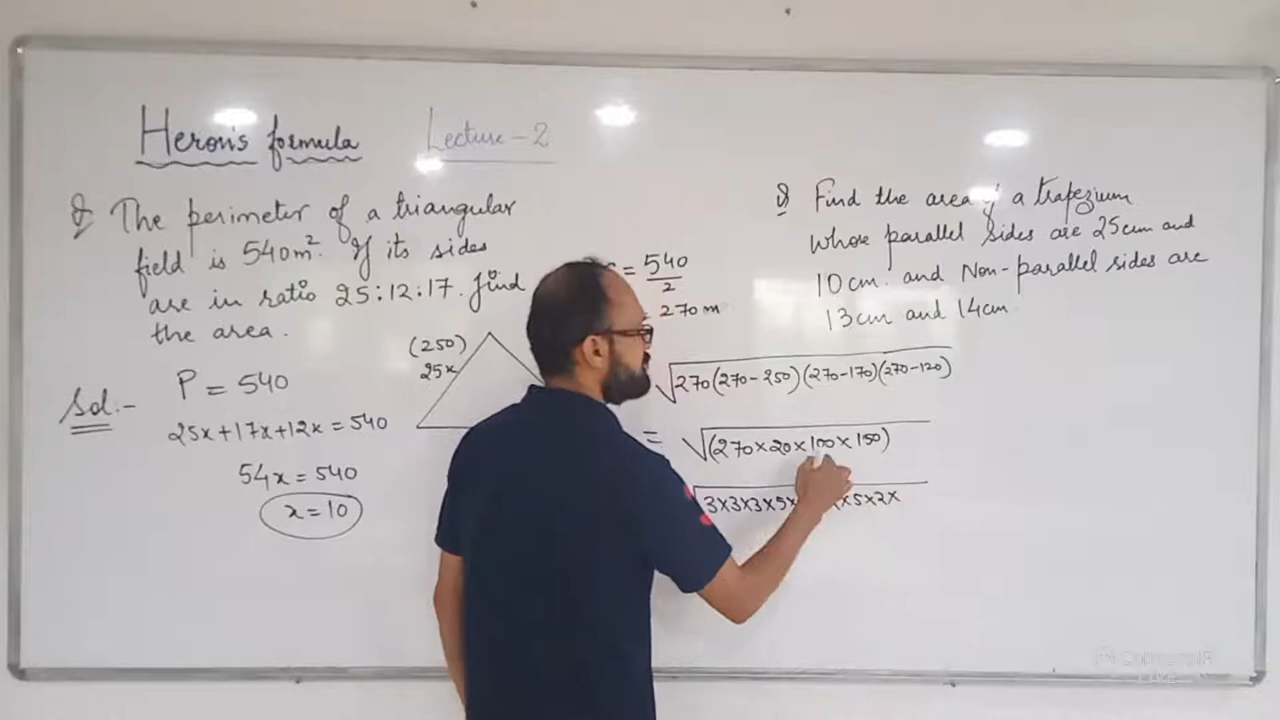 Heron's formula Lecture-2
Q The perimeter of a triangular
field is 540m². If its sides
are in ratio 25:12:17. find
the area.
Sol:- P = 540
25x+17x+12x = 540
54x = 540
x = 10
(250)
25x
= 540
2
270 m
√270(270-250)(270-170)(270-120)
= √(270×20×100×150)
3×3×3×5× ×5×2×
Q Find the area of a trapezium
whose parallel sides are 25cm and
10cm. and Non-parallel sides are
13cm and 14cm